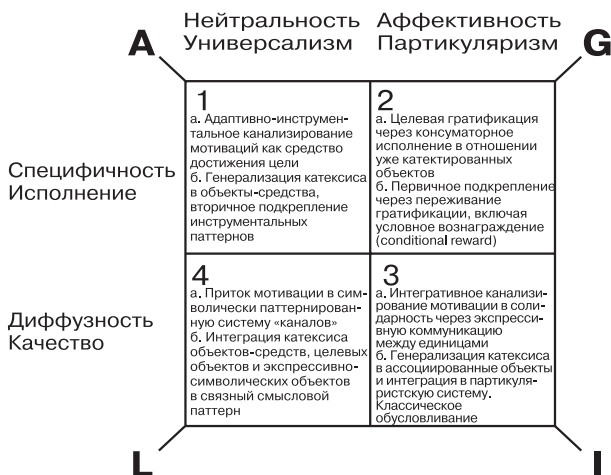 Нейтральность Аффективность
A Универсализм Партикуляризм G
1
а. Адаптивно-инструмен-
тальное канализирование
мотиваций как средство
достижения цели
б. Генерализация катексиса
в объекты-средства,
вторичное подкрепление
инструментальных
паттернов
2
а. Целевая гратификация
через консуматорное
исполнение в отношении
уже катектированных
объектов
б. Первичное подкрепление
через переживание
гратификации, включая
условное вознаграждение
(conditional reward)
Специфичность
Исполнение
4
а. Приток мотивации в сим-
волически паттернирован-
ную систему «каналов»
б. Интеграция катексиса
объектов-средств, целевых
объектов и экспрессивно-
символических объектов
в связный смысловой
паттерн
3
а. Интегративное канализи-
рование мотивации в соли-
дарность через экспресси-
вную коммуникацию
между единицами
б. Генерализация катексиса
в ассоциированные объекты
и интеграция в партикуля-
ристскую систему.
Классическое
обусловливание
Диффузность
Качество
L I